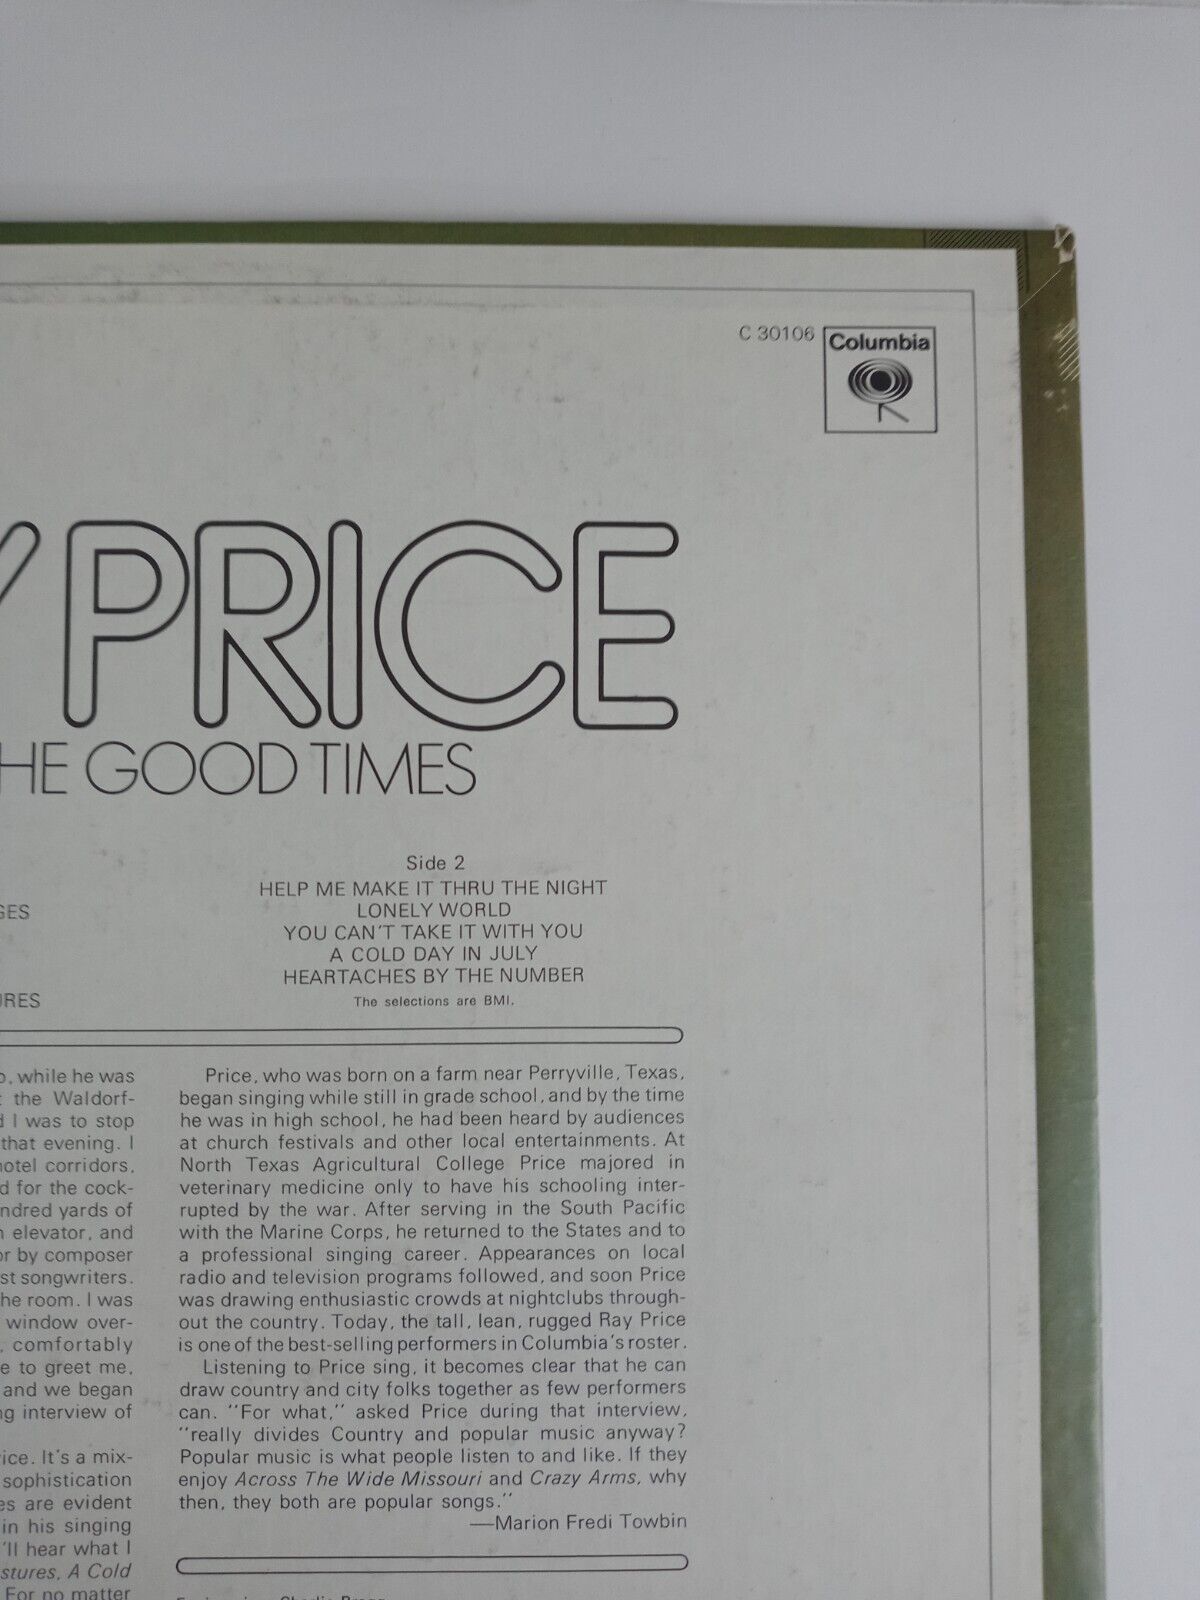 C 30106
Columbia
PRICE
HE GOOD TIMES
Side 2
HELP ME MAKE IT THRU THE NIGHT
LONELY WORLD
YOU CAN'T TAKE IT WITH YOU
A COLD DAY IN JULY
HEARTACHES BY THE NUMBER
The selections are BMI.
GES
URES
o, while he was
t the Waldorf-
d I was to stop
that evening. I
hotel corridors,
d for the cock-
ndred yards of
n elevator, and
or by composer
st songwriters.
he room. I was
window over-
, comfortably
e to greet me,
and we began
ng interview of
rice. It's a mix-
sophistication
es are evident
in his singing
'll hear what I
stures, A Cold
For no matter
Price, who was born on a farm near Perryville, Texas,
began singing while still in grade school, and by the time
he was in high school, he had been heard by audiences
at church festivals and other local entertainments. At
North Texas Agricultural College Price majored in
veterinary medicine only to have his schooling inter-
rupted by the war. After serving in the South Pacific
with the Marine Corps, he returned to the States and to
a professional singing career. Appearances on local
radio and television programs followed, and soon Price
was drawing enthusiastic crowds at nightclubs through-
out the country. Today, the tall, lean, rugged Ray Price
is one of the best-selling performers in Columbia's roster.
Listening to Price sing, it becomes clear that he can
draw country and city folks together as few performers
can. "For what," asked Price during that interview,
"really divides Country and popular music anyway?
Popular music is what people listen to and like. If they
enjoy Across The Wide Missouri and Crazy Arms, why
then, they both are popular songs."
—Marion Fredi Towbin